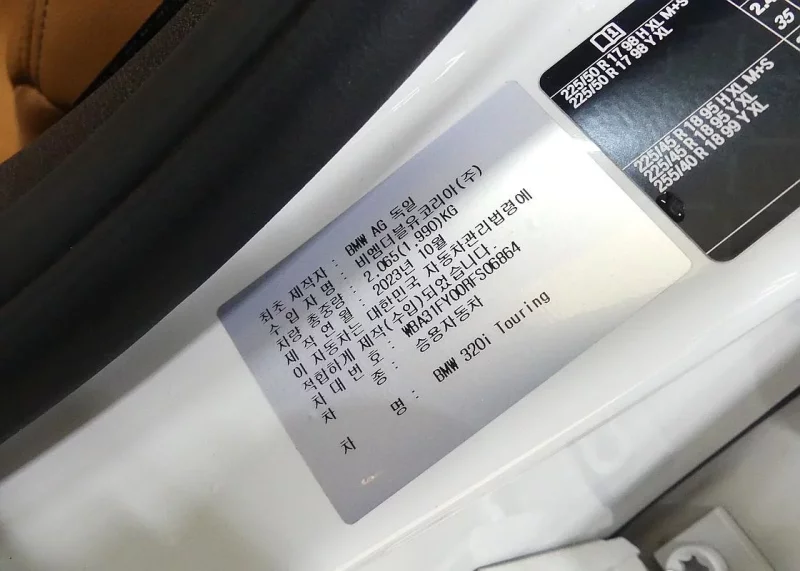 최초 제작자 : BMW AG 독일
수 입 자 명 : 비엠더블유코리아(주)
차량 총중량 : 2,065(1,990)KG
제 작 연 월 : 2023년 10월
이 자동차는 대한민국 자동차관리법령에
적합하게 제작(수입)되었습니다.
차 대 번 호 : WBA31FY00RFS06864
차 종 : 승용자동차
차 명 : BMW 320i Touring
225/50 R 17 98 H XL M+S
225/50 R 17 98 Y XL
225/45 R 18 95 H XL M+S
225/45 R 18 95 Y XL
255/40 R 18 99 Y XL
35